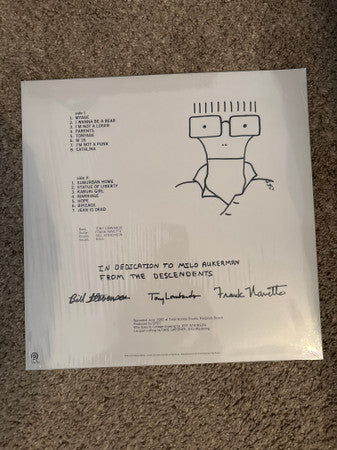 side I
1. MYAGE
2. I WANNA BE A BEAR
3. I'M NOT A LOSER
4. PARENTS
5. TONYAGE
6. M 16
7. I'M NOT A PUNK
8. CATALINA
side II
1. SUBURBAN HOME
2. STATUE OF LIBERTY
3. KABUKI GIRL
4. MARRIAGE
5. HOPE
6. BIKEAGE
7. JEAN IS DEAD
IN DEDICATION TO MILO AUKERMAN
FROM THE DESCENDENTS
Bill Stevenson Tony Lombardo Frank Navetta